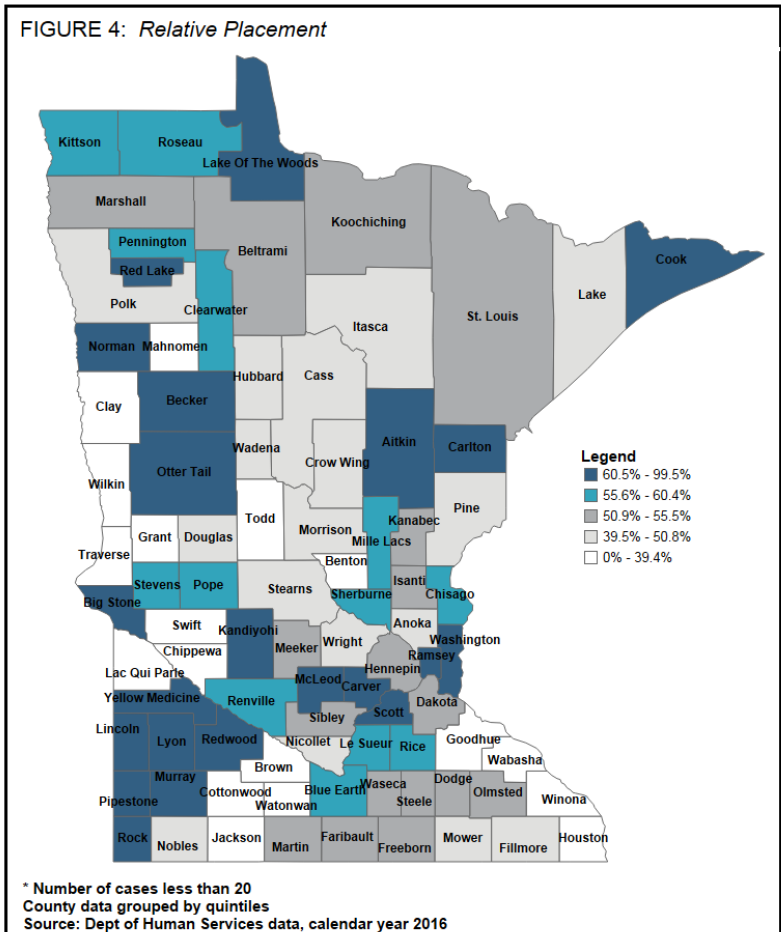 FIGURE 4: Relative Placement
Kittson
Roseau
Lake Of The Woods
Marshall
Koochiching
Pennington
Beltrami
Red Lake
Cook
Polk
Clearwater
Lake
St. Louis
Itasca
Norman
Mahnomen
Hubbard
Cass
Becker
Clay
Aitkin
Carlton
Wadena
Legend
Crow Wing
60.5% - 99.5%
Otter Tail
55.6% - 60.4%
Wilkin
50.9% - 55.5%
Pine
39.5% - 50.8%
Todd
Kanabec
0% - 39.4%
Morrison
Grant
Douglas
Mille Lacs
Traverse
Benton
Isanti
Stevens
Pope
Stearns
Sherburne
Chisago
Big Stone
Anoka
Swift
Kandiyohi
Washington
Chippewa
Meeker
Wright
Ramsey
Hennepin
Lac Qui Parle
McLeod
Carver
Yellow Medicine
Renville
Dakota
Scott
Sibley
Lincoln
Lyon
Redwood
Nicollet
Le Sueur
Rice
Goodhue
Wabasha
Brown
Murray
Blue Earth
Waseca
Dodge
Pipestone
Cottonwood
Watonwan
Steele
Olmsted
Winona
Rock
Nobles
Jackson
Martin
Faribault
Freeborn
Mower
Fillmore
Houston
* Number of cases less than 20
County data grouped by quintiles
Source: Dept of Human Services data, calendar year 2016